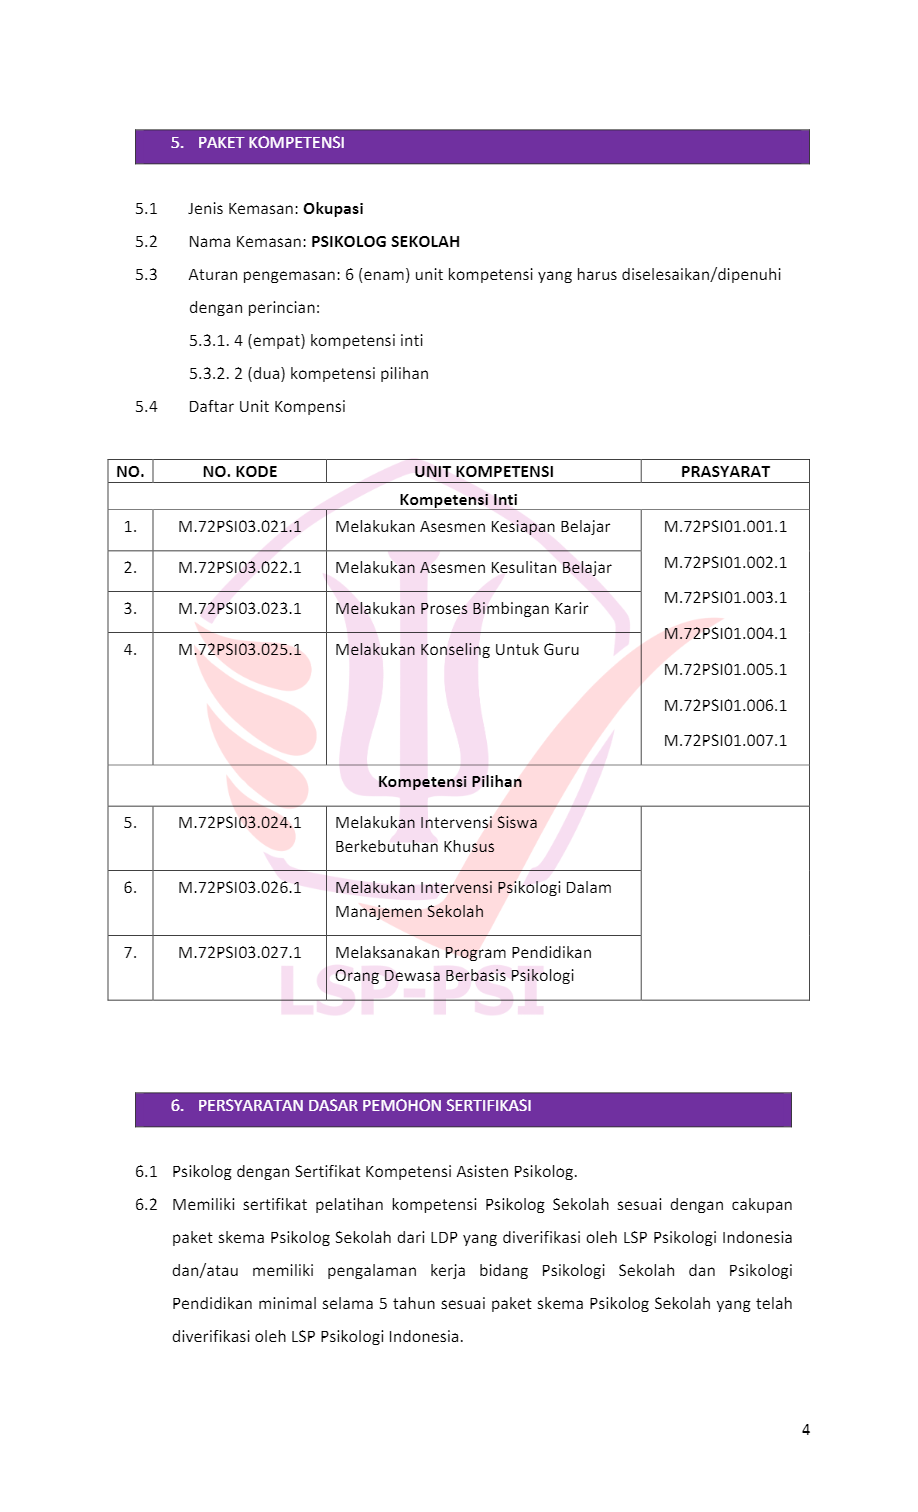 5. PAKET KOMPETENSI
5.1 Jenis Kemasan: Okupasi
5.2 Nama Kemasan: PSIKOLOG SEKOLAH
5.3 Aturan pengemasan: 6 (enam) unit kompetensi yang harus diselesaikan/dipenuhi
dengan perincian:
5.3.1. 4 (empat) kompetensi inti
5.3.2. 2 (dua) kompetensi pilihan
5.4 Daftar Unit Kompensi
NO. NO. KODE UNIT KOMPETENSI PRASYARAT
Kompetensi Inti
1. M.72PSI03.021.1 Melakukan Asesmen Kesiapan Belajar M.72PSI01.001.1
2. M.72PSI03.022.1 Melakukan Asesmen Kesulitan Belajar M.72PSI01.002.1
3. M.72PSI03.023.1 Melakukan Proses Bimbingan Karir M.72PSI01.003.1
M.72PSI01.004.1
4. M.72PSI03.025.1 Melakukan Konseling Untuk Guru
M.72PSI01.005.1
M.72PSI01.006.1
M.72PSI01.007.1
Kompetensi Pilihan
5. M.72PSI03.024.1 Melakukan Intervensi Siswa
Berkebutuhan Khusus
6. M.72PSI03.026.1 Melakukan Intervensi Psikologi Dalam
Manajemen Sekolah
7. M.72PSI03.027.1 Melaksanakan Program Pendidikan
Orang Dewasa Berbasis Psikologi
LSP-PSI
6. PERSYARATAN DASAR PEMOHON SERTIFIKASI
6.1 Psikolog dengan Sertifikat Kompetensi Asisten Psikolog.
6.2 Memiliki sertifikat pelatihan kompetensi Psikolog Sekolah sesuai dengan cakupan
paket skema Psikolog Sekolah dari LDP yang diverifikasi oleh LSP Psikologi Indonesia
dan/atau memiliki pengalaman kerja bidang Psikologi Sekolah dan Psikologi
Pendidikan minimal selama 5 tahun sesuai paket skema Psikolog Sekolah yang telah
diverifikasi oleh LSP Psikologi Indonesia.
4